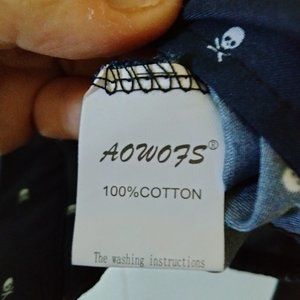 AOWOFS®
100%COTTON
The washing instructions